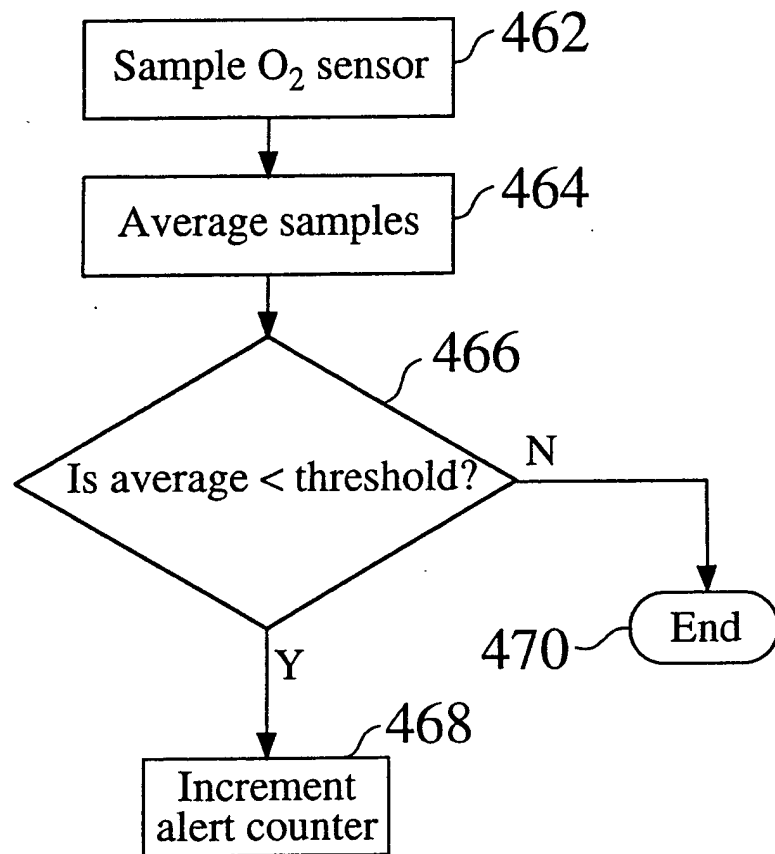 462
Sample O₂ sensor
464
Average samples
466
Is average < threshold?
N
End
470
Y
468
Increment
alert counter